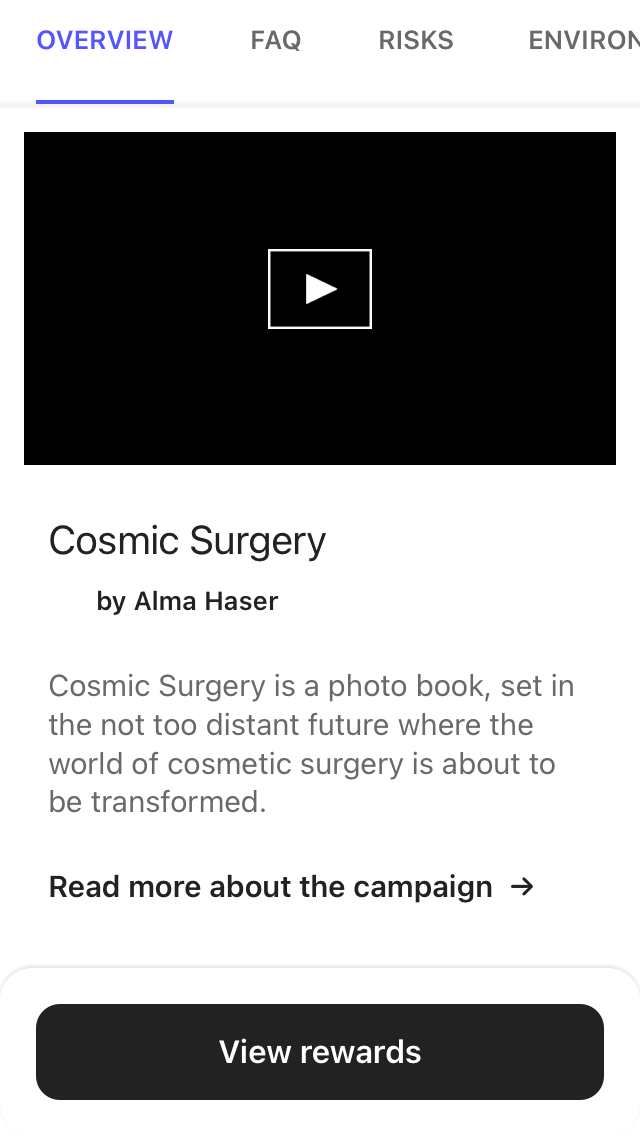 OVERVIEW FAQ RISKS ENVIRON
Cosmic Surgery
by Alma Haser
Cosmic Surgery is a photo book, set in
the not too distant future where the
world of cosmetic surgery is about to
be transformed.
Read more about the campaign →
View rewards